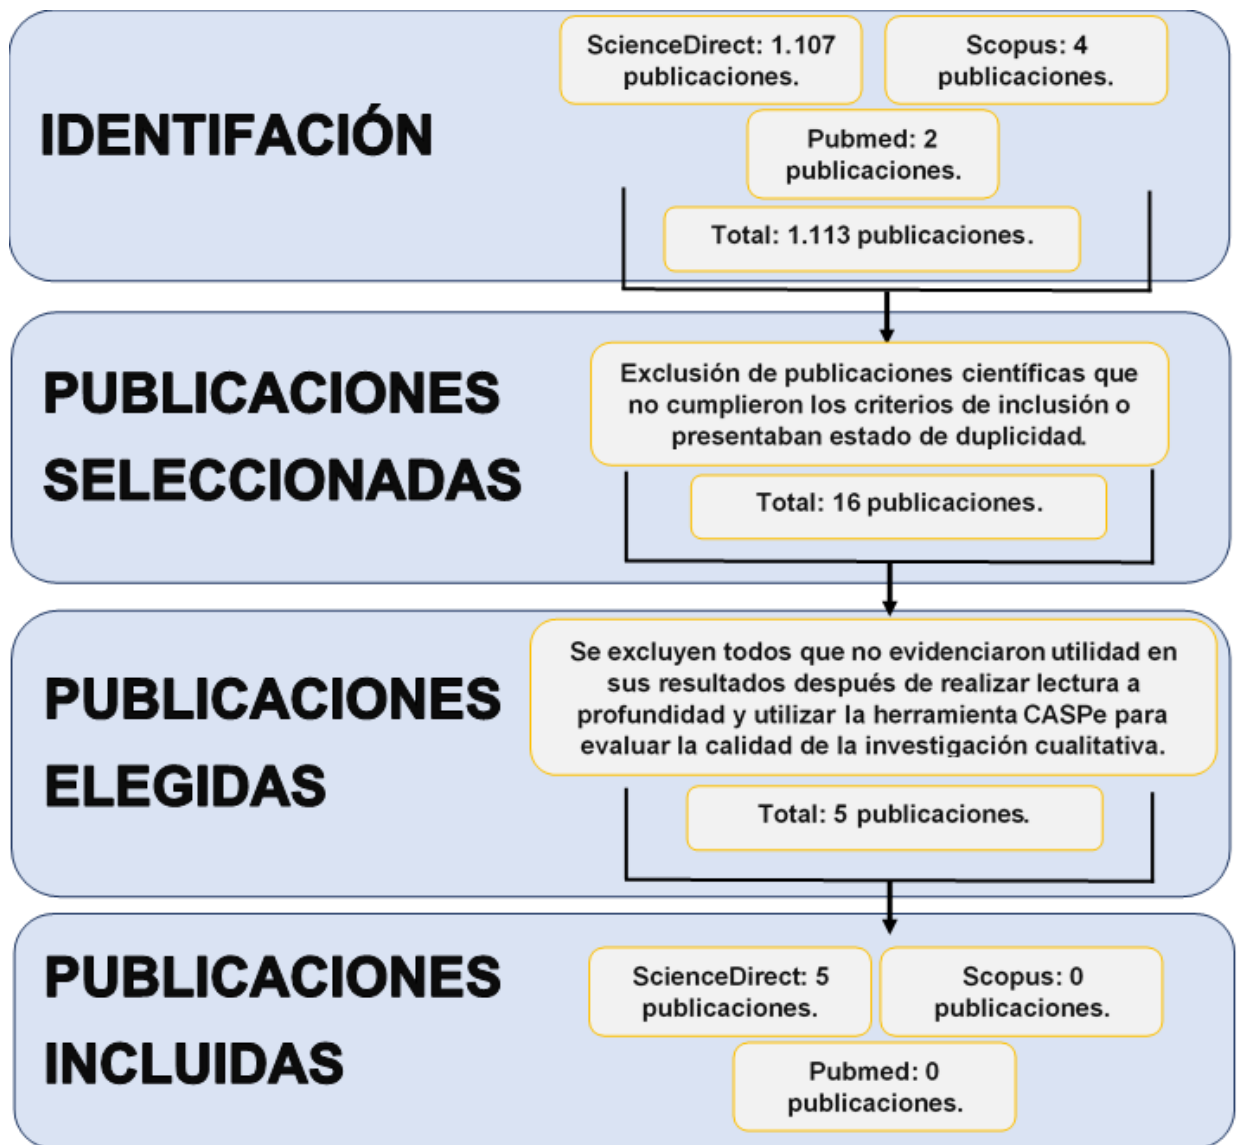 IDENTIFACIÓN
ScienceDirect: 1.107
publicaciones.
Scopus: 4
publicaciones.
Pubmed: 2
publicaciones.
Total: 1.113 publicaciones.
PUBLICACIONES
SELECCIONADAS
Exclusión de publicaciones científicas que
no cumplieron los criterios de inclusión o
presentaban estado de duplicidad.
Total: 16 publicaciones.
PUBLICACIONES
ELEGIDAS
Se excluyen todos que no evidenciaron utilidad en
sus resultados después de realizar lectura a
profundidad y utilizar la herramienta CASPe para
evaluar la calidad de la investigación cualitativa.
Total: 5 publicaciones.
PUBLICACIONES
INCLUIDAS
ScienceDirect: 5
publicaciones.
Scopus: 0
publicaciones.
Pubmed: 0
publicaciones.